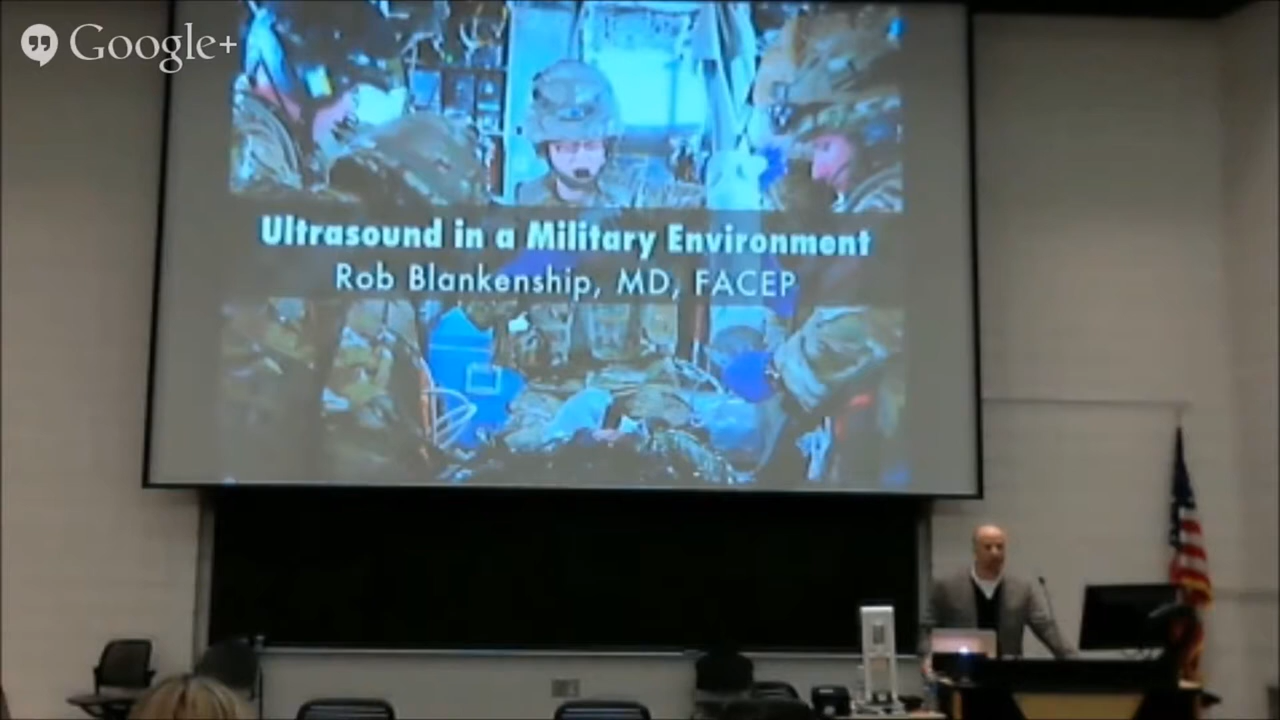 Google+
Ultrasound in a Military Environment
Rob Blankenship, MD, FACEP